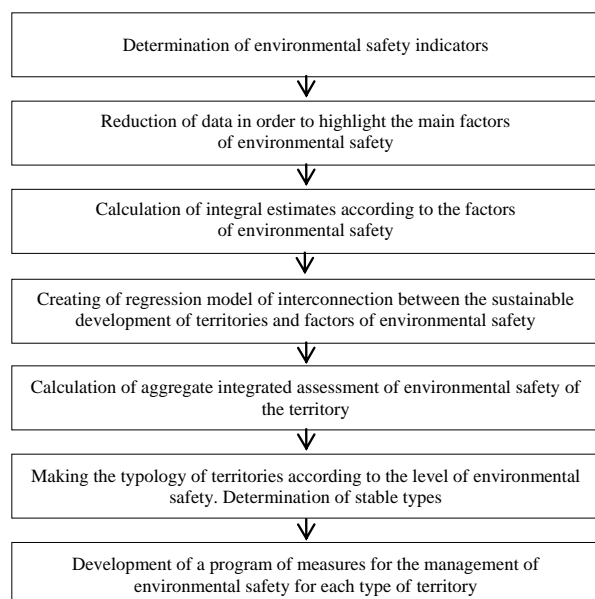 Determination of environmental safety indicators
Reduction of data in order to highlight the main factors
of environmental safety
Calculation of integral estimates according to the factors
of environmental safety
Creating of regression model of interconnection between the sustainable
development of territories and factors of environmental safety
Calculation of aggregate integrated assessment of environmental safety of
the territory
Making the typology of territories according to the level of environmental
safety. Determination of stable types
Development of a program of measures for the management of
environmental safety for each type of territory